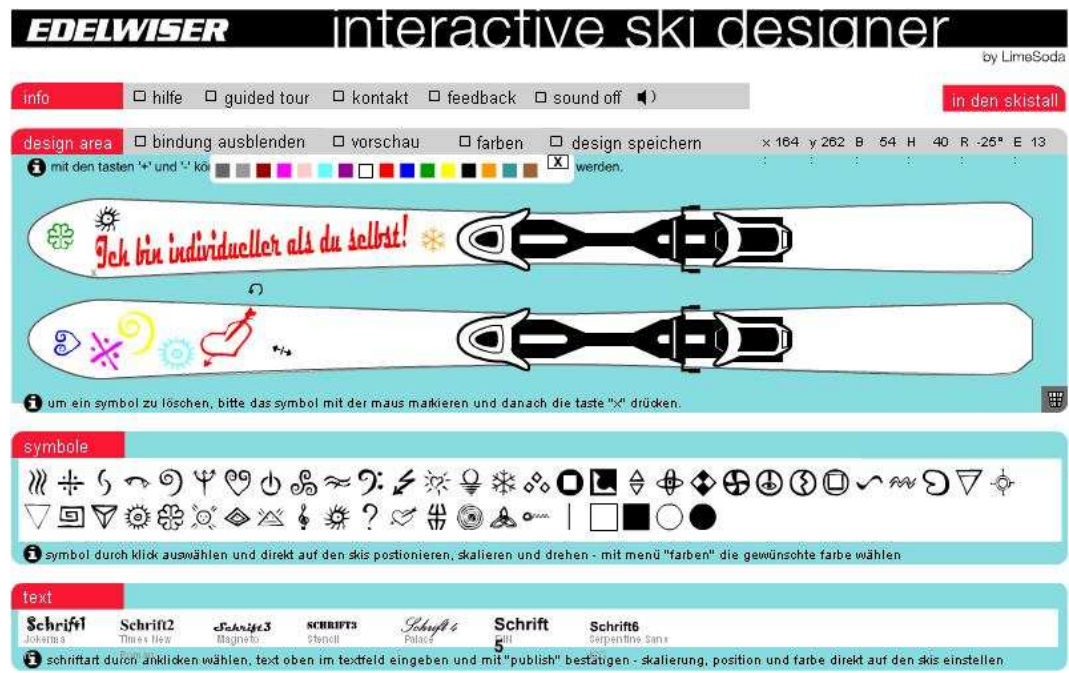 EDELWISER interactive ski designer
by LimeSoda
info hilfe guided tour kontakt feedback sound off in den skistall
design area bindung ausblenden vorschau farben design speichern x 164 y 262 B 54 H 40 R -25° E 13
mit den tasten '+' und '-' kö X werden.
Ich bin individueller als du selbst!
um ein symbol zu löschen, bitte das symbol mit der maus markieren und danach die taste "x" drücken.
symbole
symbol durch klick auswählen und direkt auf den skis postionieren, skalieren und drehen - mit menü "farben" die gewünschte farbe wählen
text
Schrift1 Schrift2 Schrift3 SCHRIFT3 Schrift 4 Schrift 5 Schrift6
Jokerma Times New Roman Magneto Stencil Palace DIN Serpentine Sans
schriftart durch anklicken wählen, text oben im textfeld eingeben und mit "publish" bestätigen - skalierung, position und farbe direkt auf den skis einstellen